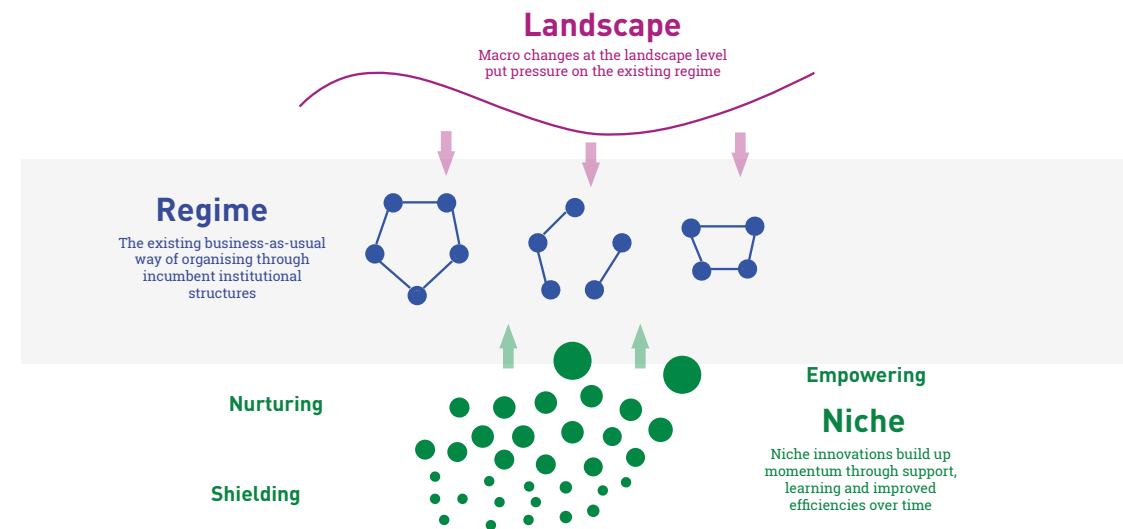 Landscape
Macro changes at the landscape level
put pressure on the existing regime
Regime
The existing business-as-usual
way of organising through
incumbent institutional
structures
Empowering
Nurturing
Niche
Niche innovations build up
momentum through support,
learning and improved
efficiencies over time
Shielding